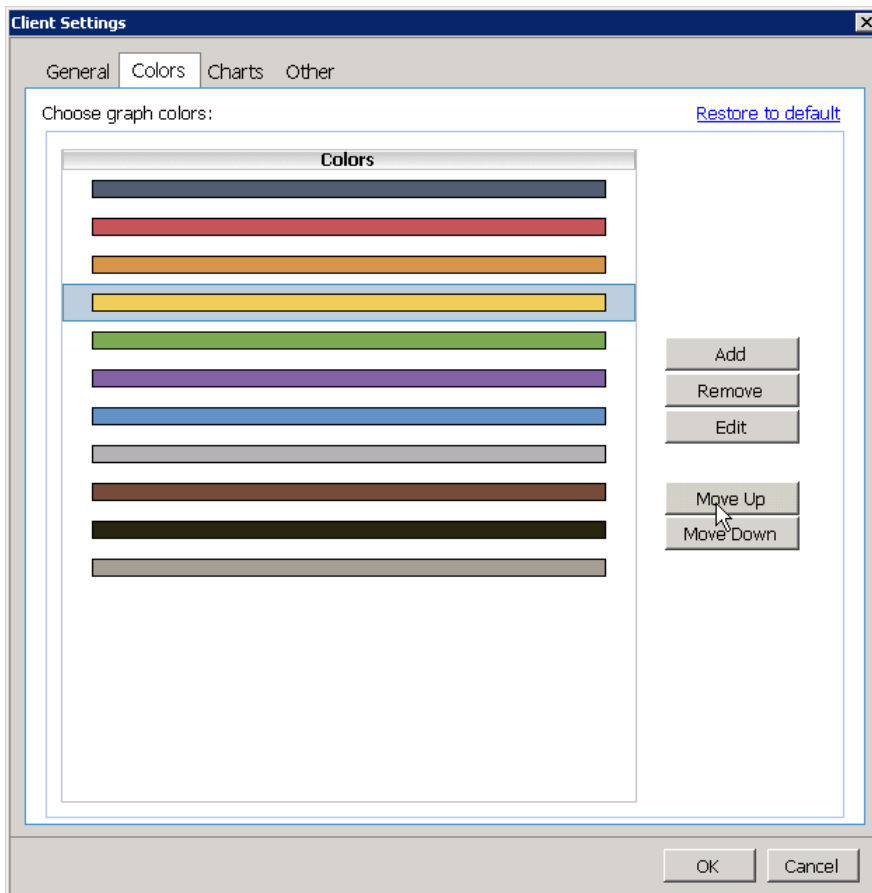 Client Settings
General Colors Charts Other
Choose graph colors: Restore to default
Colors
Add
Remove
Edit
Move Up
Move Down
OK Cancel